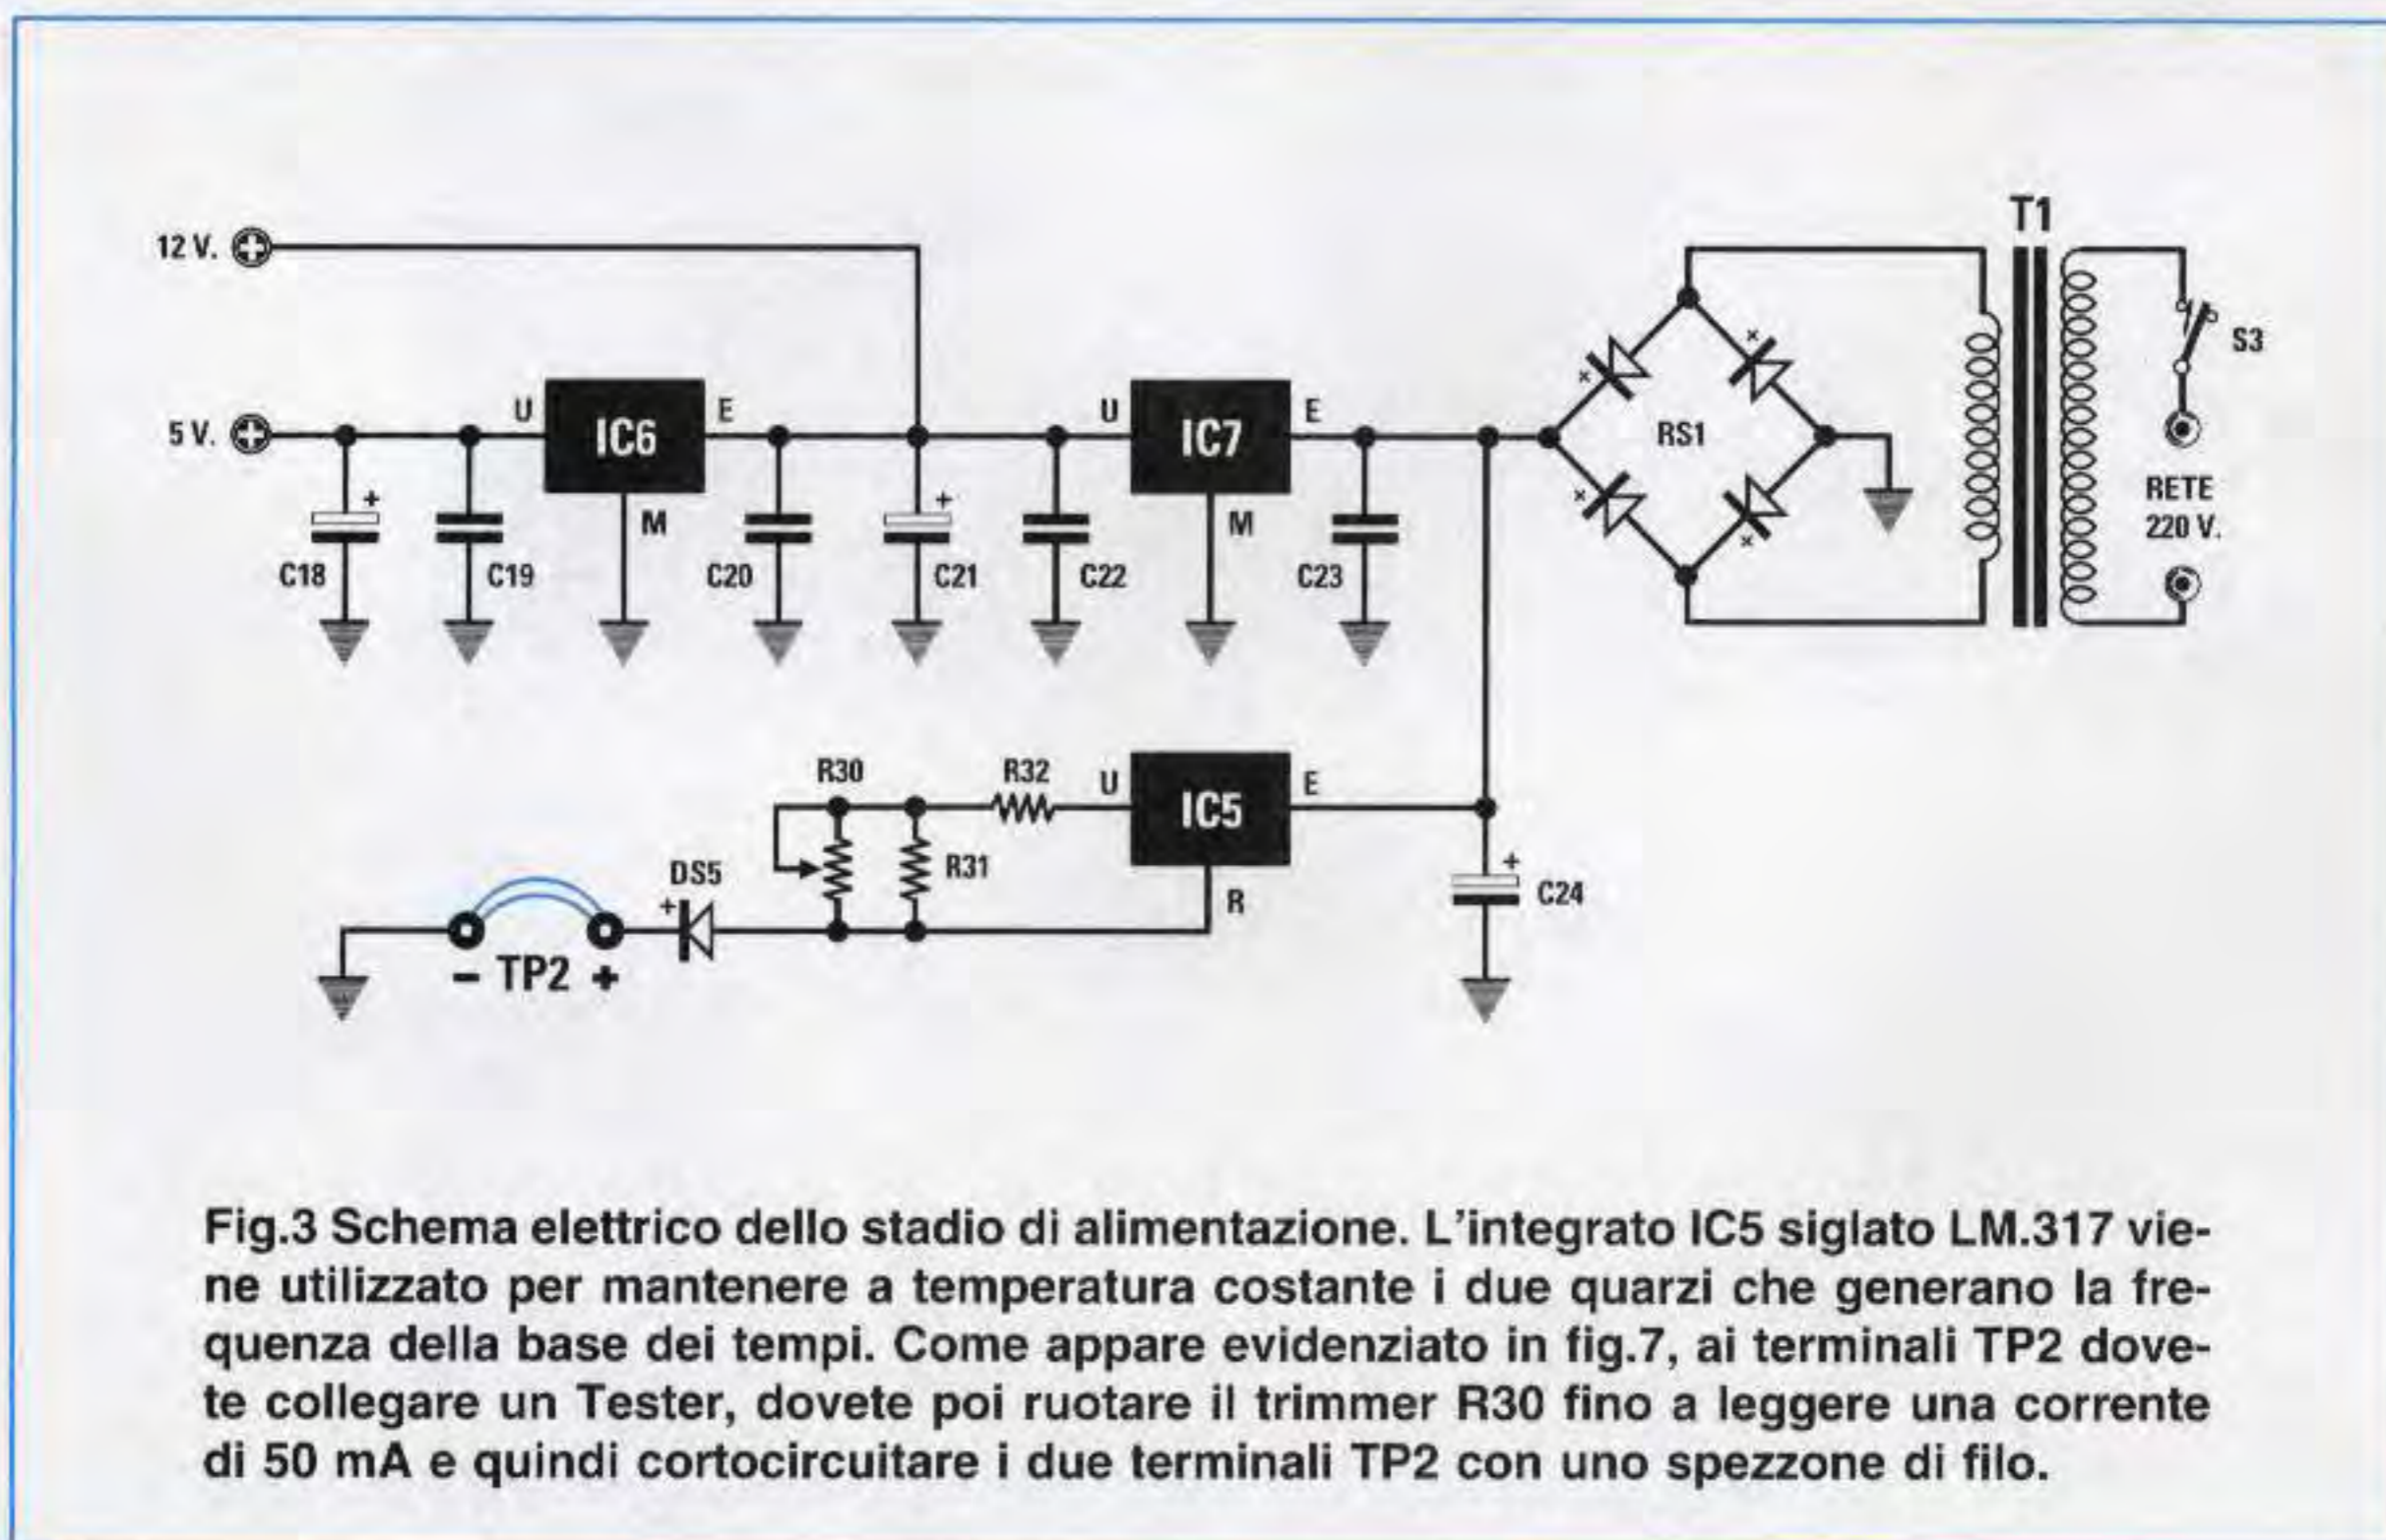 T1
12 V.
S3
5 V.
U
IC6
E
U
IC7
E
RS1
RETE
220 V.
+
M
+
M
C18
C19
C20
C21
C22
C23
R30
R32
U
IC5
E
R31
DS5
+
R
+
C24
- TP2 +
Fig.3 Schema elettrico dello stadio di alimentazione. L'integrato IC5 siglato LM.317 vie-
ne utilizzato per mantenere a temperatura costante i due quarzi che generano la fre-
quenza della base dei tempi. Come appare evidenziato in fig.7, ai terminali TP2 dove-
te collegare un Tester, dovete poi ruotare il trimmer R30 fino a leggere una corrente
di 50 mA e quindi cortocircuitare i due terminali TP2 con uno spezzone di filo.